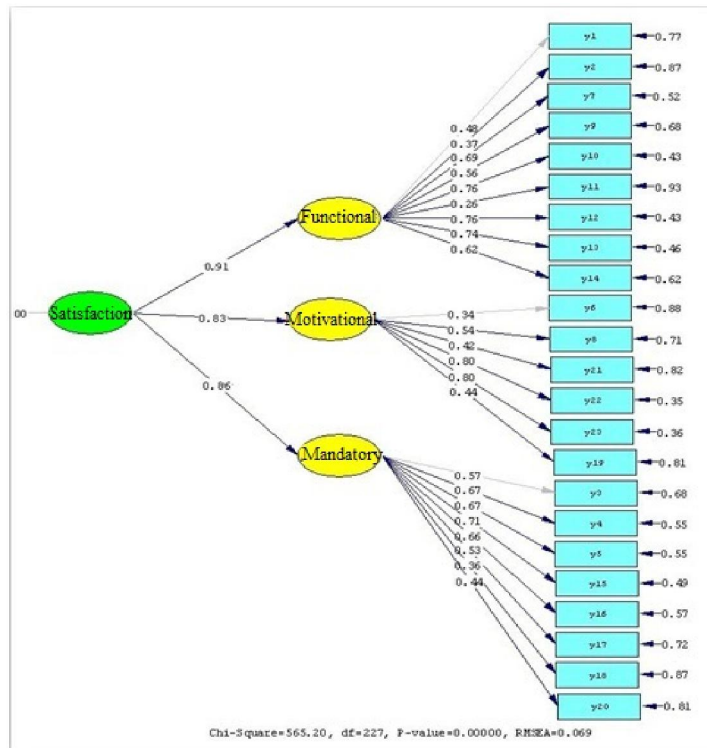 y1 0.77
y2 0.87
y7 0.52
y9 0.68
0.48
0.37
y10 0.43
0.69
0.56
0.76
y11 0.93
0.26
Functional
y12 0.43
0.76
0.74
y13 0.46
0.62
0.91
y14 0.62
00
Satisfaction
0.83
Motivational
0.34
y6 0.88
0.54
0.42
y8 0.71
0.80
y21 0.82
0.80
0.44
y22 0.35
0.86
y23 0.36
Mandatory
y19 0.81
0.57
y3 0.68
0.67
0.67
y4 0.55
0.71
0.66
y5 0.55
0.53
0.36
y15 0.49
0.44
y16 0.57
y17 0.72
y18 0.87
y20 0.81
Chi-Square=565.20, df=227, P-value=0.00000, RMSEA=0.069